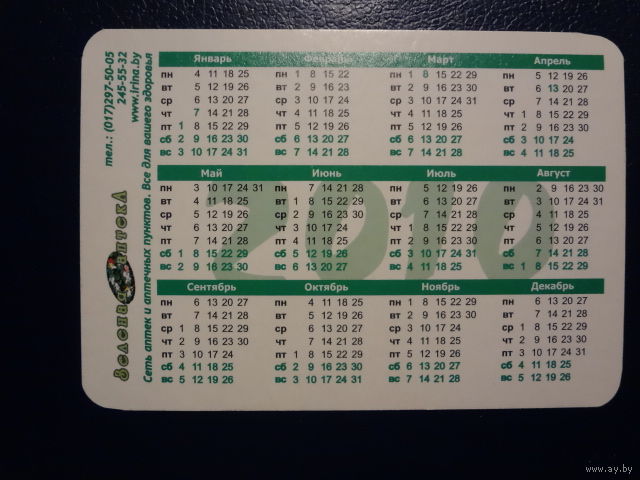 тел.: (017)297-50-05
245-55-32
www.irina.by
Зеленая аптека
Сеть аптек и аптечных пунктов. Все для вашего здоровья
2010
Январь Февраль Март Апрель
пн 4 11 18 25 пн 1 8 15 22 пн 1 8 15 22 29 пн 5 12 19 26
вт 5 12 19 26 вт 2 9 16 23 вт 2 9 16 23 30 вт 6 13 20 27
ср 6 13 20 27 ср 3 10 17 24 ср 3 10 17 24 31 ср 7 14 21 28
чт 7 14 21 28 чт 4 11 18 25 чт 4 11 18 25 чт 1 8 15 22 29
пт 1 8 15 22 29 пт 5 12 19 26 пт 5 12 19 26 пт 2 9 16 23 30
сб 2 9 16 23 30 сб 6 13 20 27 сб 6 13 20 27 сб 3 10 17 24
вс 3 10 17 24 31 вс 7 14 21 28 вс 7 14 21 28 вс 4 11 18 25
Май Июнь Июль Август
пн 3 10 17 24 31 пн 7 14 21 28 пн 5 12 19 26 пн 2 9 16 23 30
вт 4 11 18 25 вт 1 8 15 22 29 вт 6 13 20 27 вт 3 10 17 24 31
ср 5 12 19 26 ср 2 9 16 23 30 ср 7 14 21 28 ср 4 11 18 25
чт 6 13 20 27 чт 3 10 17 24 чт 1 8 15 22 29 чт 5 12 19 26
пт 7 14 21 28 пт 4 11 18 25 пт 2 9 16 23 30 пт 6 13 20 27
сб 1 8 15 22 29 сб 5 12 19 26 сб 3 10 17 24 31 сб 7 14 21 28
вс 2 9 16 23 30 вс 6 13 20 27 вс 4 11 18 25 вс 1 8 15 22 29
Сентябрь Октябрь Ноябрь Декабрь
пн 6 13 20 27 пн 4 11 18 25 пн 1 8 15 22 29 пн 6 13 20 27
вт 7 14 21 28 вт 5 12 19 26 вт 2 9 16 23 30 вт 7 14 21 28
ср 1 8 15 22 29 ср 6 13 20 27 ср 3 10 17 24 ср 1 8 15 22 29
чт 2 9 16 23 30 чт 7 14 21 28 чт 4 11 18 25 чт 2 9 16 23 30
пт 3 10 17 24 пт 1 8 15 22 29 пт 5 12 19 26 пт 3 10 17 24 31
сб 4 11 18 25 сб 2 9 16 23 30 сб 6 13 20 27 сб 4 11 18 25
вс 5 12 19 26 вс 3 10 17 24 31 вс 7 14 21 28 вс 5 12 19 26
www.ay.by